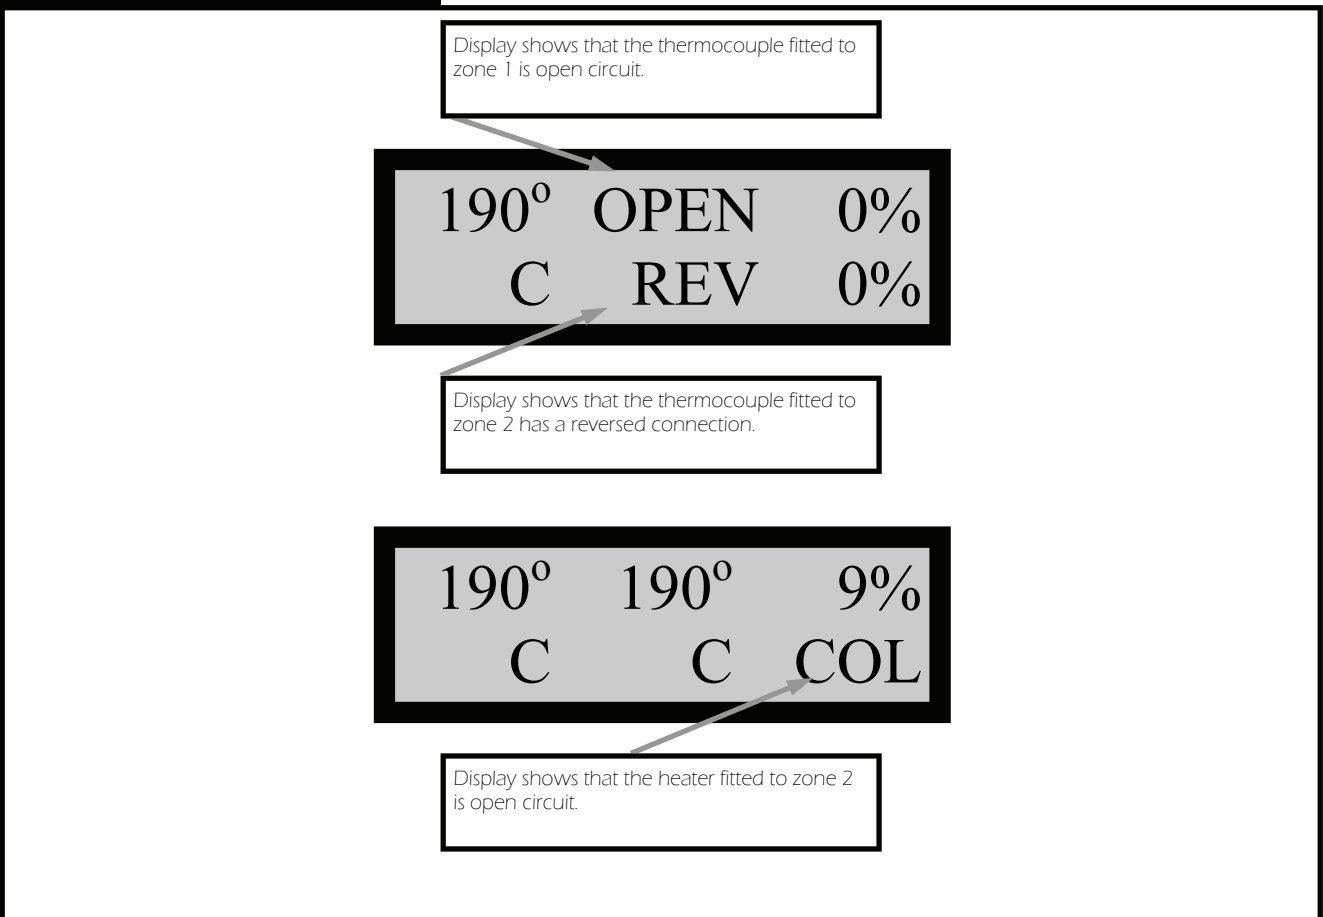 Display shows that the thermocouple fitted to
zone 1 is open circuit.
190º OPEN 0%
C REV 0%
Display shows that the thermocouple fitted to
zone 2 has a reversed connection.
190º 190º 9%
C C COL
Display shows that the heater fitted to zone 2
is open circuit.